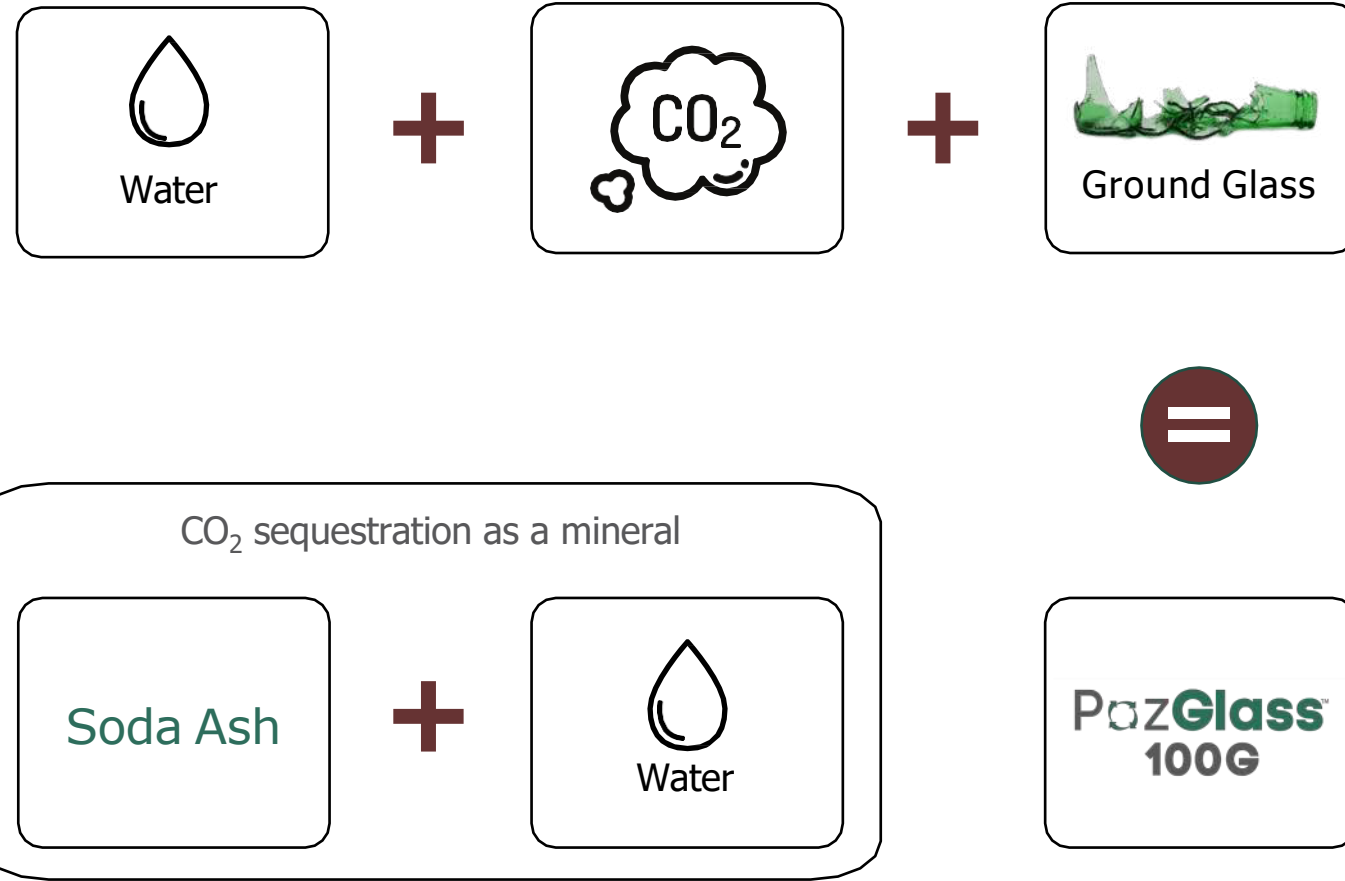 Water
CO₂
Ground Glass
CO₂ sequestration as a mineral
Soda Ash
Water
PozGlass™
100G